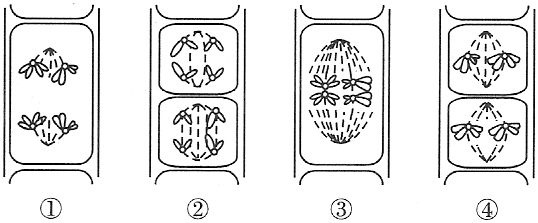 ① ② ③ ④